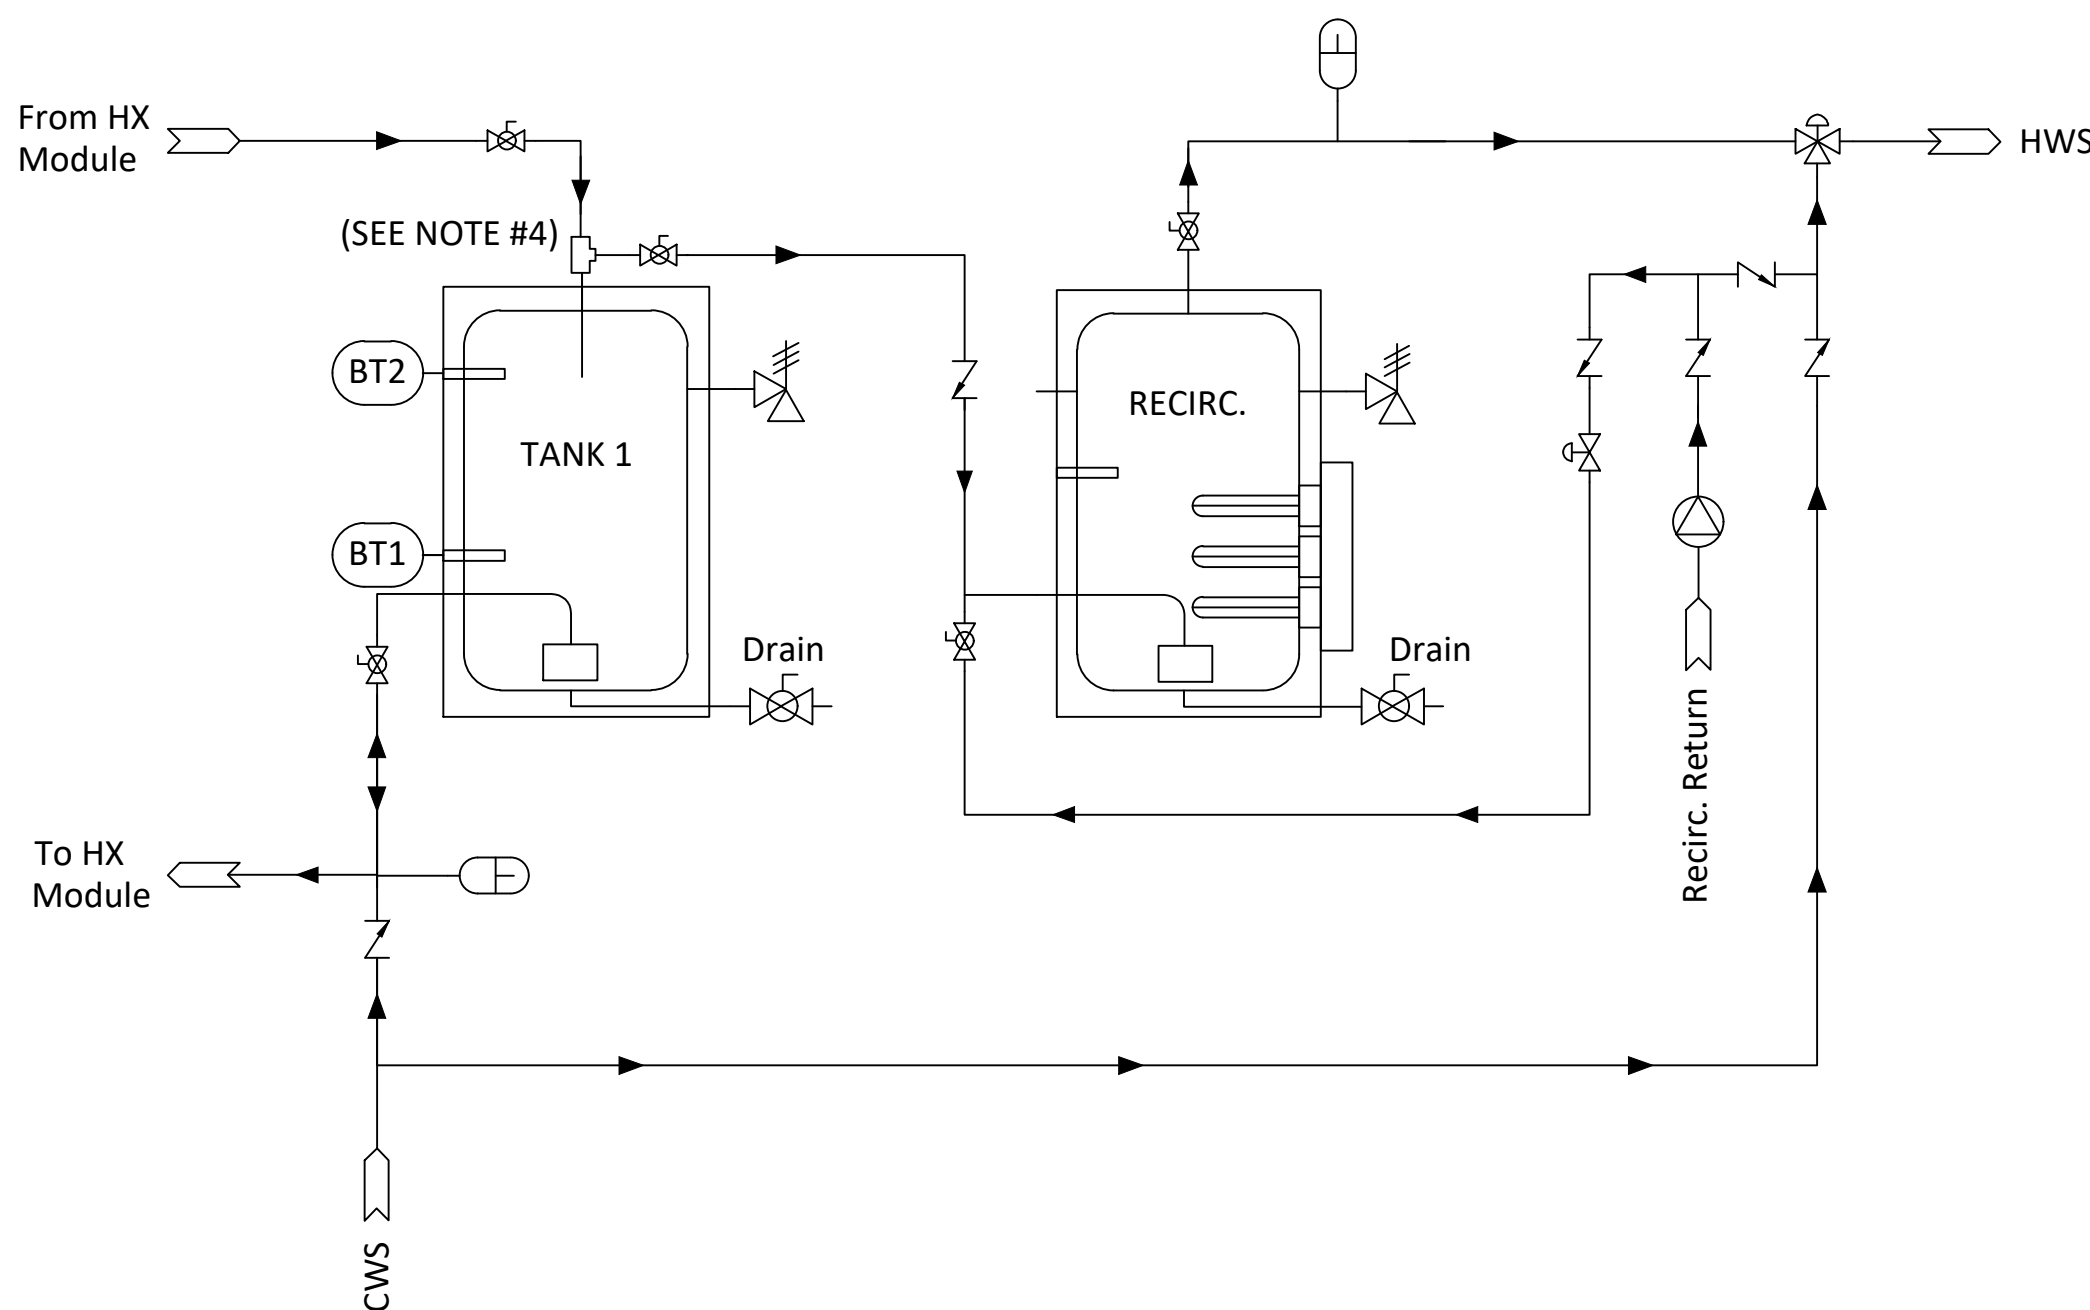 From HX
Module
HWS
(SEE NOTE #4)
BT2
RECIRC.
TANK 1
BT1
Drain
Drain
Recirc. Return
To HX
Module
CWS